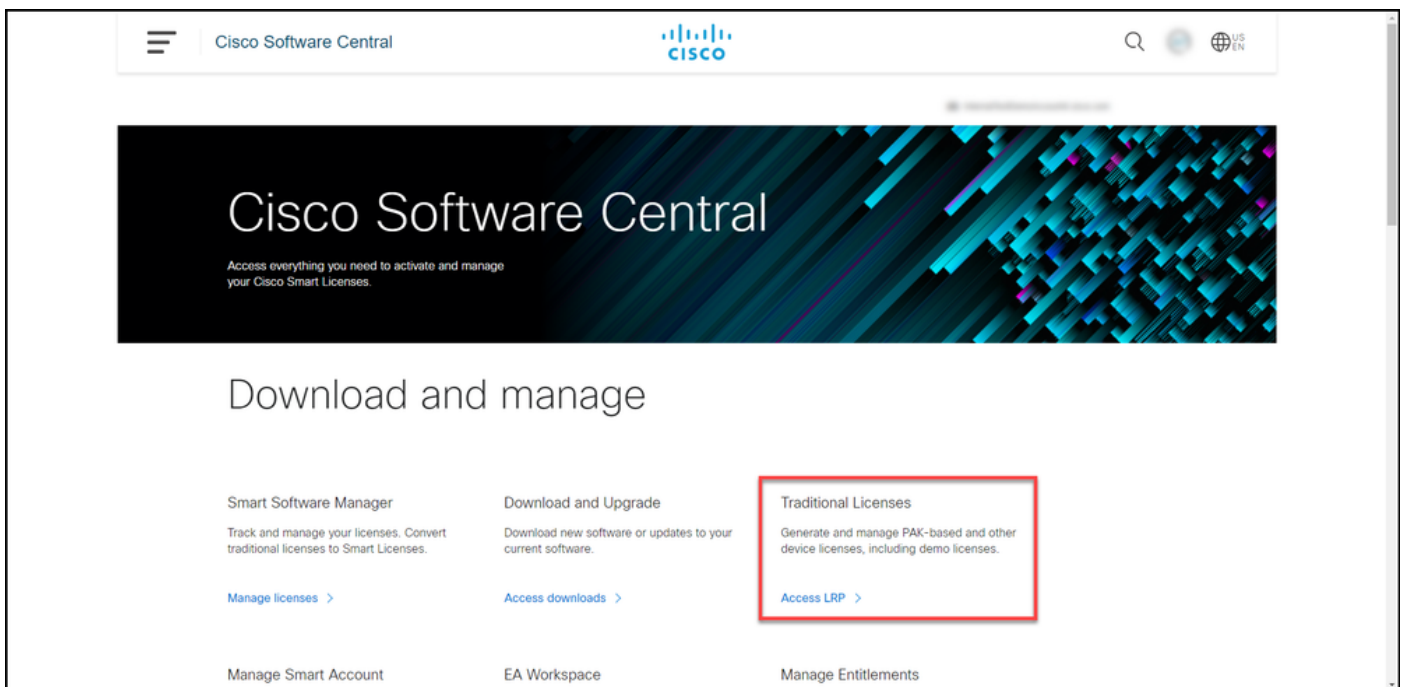 Cisco Software Central
CISCO
US
EN
Cisco Software Central
Access everything you need to activate and manage
your Cisco Smart Licenses.
Download and manage
Smart Software Manager
Track and manage your licenses. Convert
traditional licenses to Smart Licenses.
Manage licenses >
Download and Upgrade
Download new software or updates to your
current software.
Access downloads >
Traditional Licenses
Generate and manage PAK-based and other
device licenses, including demo licenses.
Access LRP >
Manage Smart Account
EA Workspace
Manage Entitlements